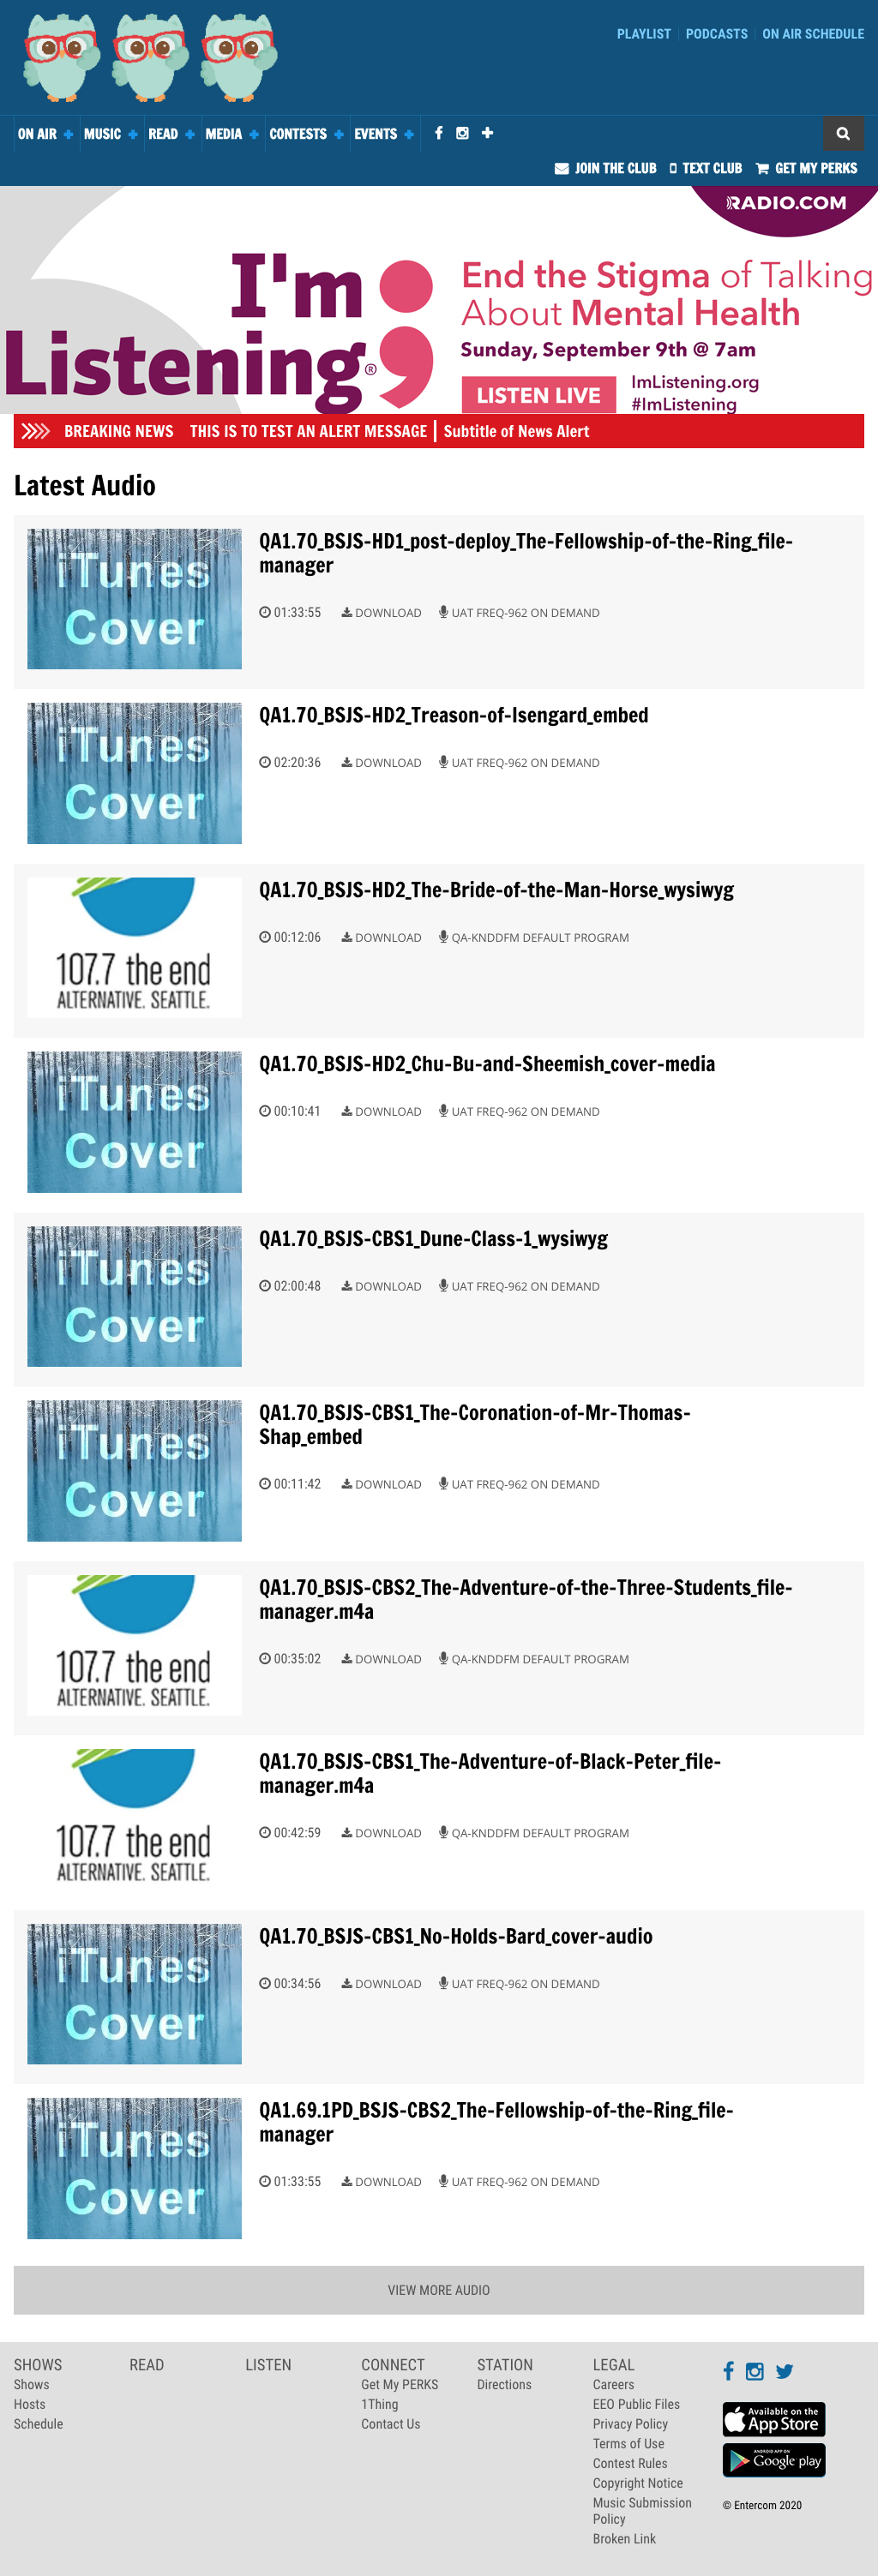 PLAYLIST PODCASTS ON AIR SCHEDULE
ON AIR MUSIC READ MEDIA CONTESTS EVENTS
JOIN THE CLUB TEXT CLUB GET MY PERKS
RADIO.COM
I'm Listening®
End the Stigma of Talking
About Mental Health
Sunday, September 9th @ 7am
LISTEN LIVE
ImListening.org
#ImListening
BREAKING NEWS THIS IS TO TEST AN ALERT MESSAGE | Subtitle of News Alert
Latest Audio
iTunes
Cover
QA1.70_BSJS-HD1_post-deploy_The-Fellowship-of-the-Ring_file-
manager
01:33:55 DOWNLOAD UAT FREQ-962 ON DEMAND
iTunes
Cover
QA1.70_BSJS-HD2_Treason-of-Isengard_embed
02:20:36 DOWNLOAD UAT FREQ-962 ON DEMAND
107.7 the end
ALTERNATIVE. SEATTLE.
QA1.70_BSJS-HD2_The-Bride-of-the-Man-Horse_wysiwyg
00:12:06 DOWNLOAD QA-KNDDFM DEFAULT PROGRAM
iTunes
Cover
QA1.70_BSJS-HD2_Chu-Bu-and-Sheemish_cover-media
00:10:41 DOWNLOAD UAT FREQ-962 ON DEMAND
iTunes
Cover
QA1.70_BSJS-CBS1_Dune-Class-1_wysiwyg
02:00:48 DOWNLOAD UAT FREQ-962 ON DEMAND
iTunes
Cover
QA1.70_BSJS-CBS1_The-Coronation-of-Mr-Thomas-
Shap_embed
00:11:42 DOWNLOAD UAT FREQ-962 ON DEMAND
107.7 the end
ALTERNATIVE. SEATTLE.
QA1.70_BSJS-CBS2_The-Adventure-of-the-Three-Students_file-
manager.m4a
00:35:02 DOWNLOAD QA-KNDDFM DEFAULT PROGRAM
107.7 the end
ALTERNATIVE. SEATTLE.
QA1.70_BSJS-CBS1_The-Adventure-of-Black-Peter_file-
manager.m4a
00:42:59 DOWNLOAD QA-KNDDFM DEFAULT PROGRAM
iTunes
Cover
QA1.70_BSJS-CBS1_No-Holds-Bard_cover-audio
00:34:56 DOWNLOAD UAT FREQ-962 ON DEMAND
iTunes
Cover
QA1.69.1PD_BSJS-CBS2_The-Fellowship-of-the-Ring_file-
manager
01:33:55 DOWNLOAD UAT FREQ-962 ON DEMAND
VIEW MORE AUDIO
SHOWS
Shows
Hosts
Schedule
READ
LISTEN
CONNECT
Get My PERKS
1Thing
Contact Us
STATION
Directions
LEGAL
Careers
EEO Public Files
Privacy Policy
Terms of Use
Contest Rules
Copyright Notice
Music Submission
Policy
Broken Link
Available on the
App Store
ANDROID APP ON
Google play
© Entercom 2020